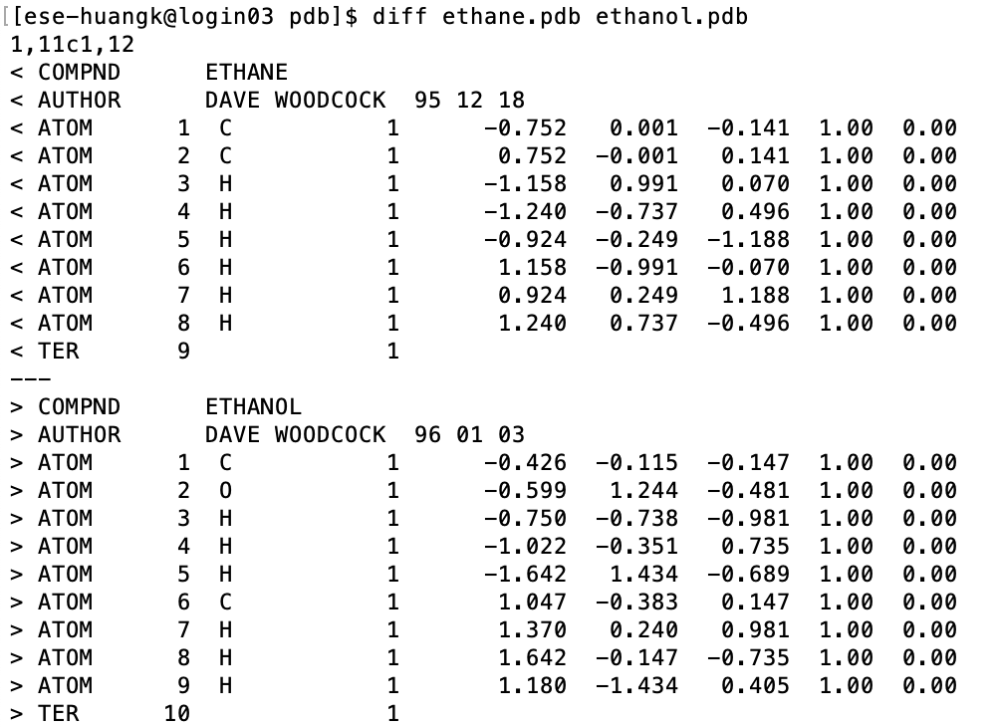 [[ese-huangk@login03 pdb]$ diff ethane.pdb ethanol.pdb
1,11c1,12
< COMPND      ETHANE
< AUTHOR      DAVE WOODCOCK  95 12 18
< ATOM      1  C           1      -0.752   0.001  -0.141  1.00  0.00
< ATOM      2  C           1       0.752  -0.001   0.141  1.00  0.00
< ATOM      3  H           1      -1.158   0.991   0.070  1.00  0.00
< ATOM      4  H           1      -1.240  -0.737   0.496  1.00  0.00
< ATOM      5  H           1      -0.924  -0.249  -1.188  1.00  0.00
< ATOM      6  H           1       1.158  -0.991  -0.070  1.00  0.00
< ATOM      7  H           1       0.924   0.249   1.188  1.00  0.00
< ATOM      8  H           1       1.240   0.737  -0.496  1.00  0.00
< TER       9              1
---
> COMPND      ETHANOL
> AUTHOR      DAVE WOODCOCK  96 01 03
> ATOM      1  C           1      -0.426  -0.115  -0.147  1.00  0.00
> ATOM      2  O           1      -0.599   1.244  -0.481  1.00  0.00
> ATOM      3  H           1      -0.750  -0.738  -0.981  1.00  0.00
> ATOM      4  H           1      -1.022  -0.351   0.735  1.00  0.00
> ATOM      5  H           1      -1.642   1.434  -0.689  1.00  0.00
> ATOM      6  C           1       1.047  -0.383   0.147  1.00  0.00
> ATOM      7  H           1       1.370   0.240   0.981  1.00  0.00
> ATOM      8  H           1       1.642  -0.147  -0.735  1.00  0.00
> ATOM      9  H           1       1.180  -1.434   0.405  1.00  0.00
> TER      10              1